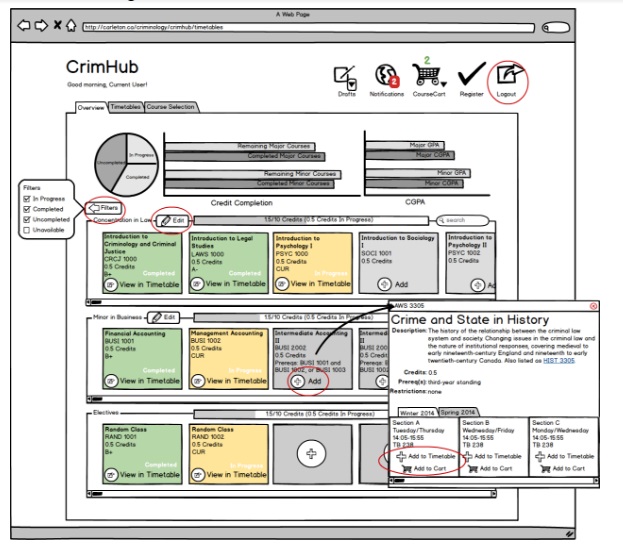 A Web Page
http://carleton.ca/criminology/crimhub/timetables
CrimHub
Good morning, Current User!
2
2
Drafts
Notifications
CourseCart
Register
Logout
Overview
Timetables
Course Selection
Uncompleted
In Progress
Completed
Remaining Major Courses
Completed Major Courses
Remaining Minor Courses
Completed Minor Courses
Credit Completion
Major GPA
Major CGPA
Minor GPA
Minor CGPA
CGPA
Filters
In Progress
Completed
Uncompleted
Unavailable
Filters
Concentration in Law
Edit
1.5/10 Credits (0.5 Credits In Progress)
search
Introduction to
Criminology and Criminal
Justice
CRCJ 1000
0.5 Credits
B+
Completed
View in Timetable
Introduction to Legal
Studies
LAWS 1000
0.5 Credits
A-
Completed
View in Timetable
Introduction to
Psychology I
PSYC 1000
0.5 Credits
CUR
In Progress
View in Timetable
Introduction to Sociology
I
SOCI 1001
0.5 Credits
Add
Introduction to
Psychology II
PSYC 1002
0.5 Credits
Ad
Minor in Business
Edit
1.5/10 Credits (0.5 Credits In Progress)
Financial Accounting
BUSI 1001
0.5 Credits
B+
Completed
View in Timetable
Management Accounting
BUSI 1002
0.5 Credits
CUR
In Progress
View in Timetable
Intermediate Accounting
II
BUSI 2002
0.5 Credits
Prereqs: BUSI 1001 and
BUSI 1002, or BUSI 1003
Add
Intermed
II
BUSI 200
0.5 Credi
Prereqs: B
BUSI 1002
Electives
1.5/10 Credits (0.5 Credits In Progress)
Random Class
RAND 1001
0.5 Credits
B+
Completed
View in Timetable
Random Class
RAND 1002
0.5 Credits
CUR
In Progress
View in Timetable
AWS 3305
Crime and State in History
Description: The history of the relationship between the criminal law
system and society. Changing issues in the criminal law and
the nature of institutional responses, covering medieval to
early nineteenth-century England and nineteenth to early
twentieth-century Canada. Also listed as HIST 3305.
Credits: 0.5
Prereq(s): third-year standing
Restrictions: none
Winter 2014
Spring 2014
Section A
Tuesday/Thursday
14:05-15:55
TB 238
Add to Timetable
Add to Cart
Section B
Wednesday/Friday
14:05-15:55
TB 238
Add to Timetable
Add to Cart
Section C
Monday/Wednesday
14:05-15:55
TB 238
Add to Timetable
Add to Cart